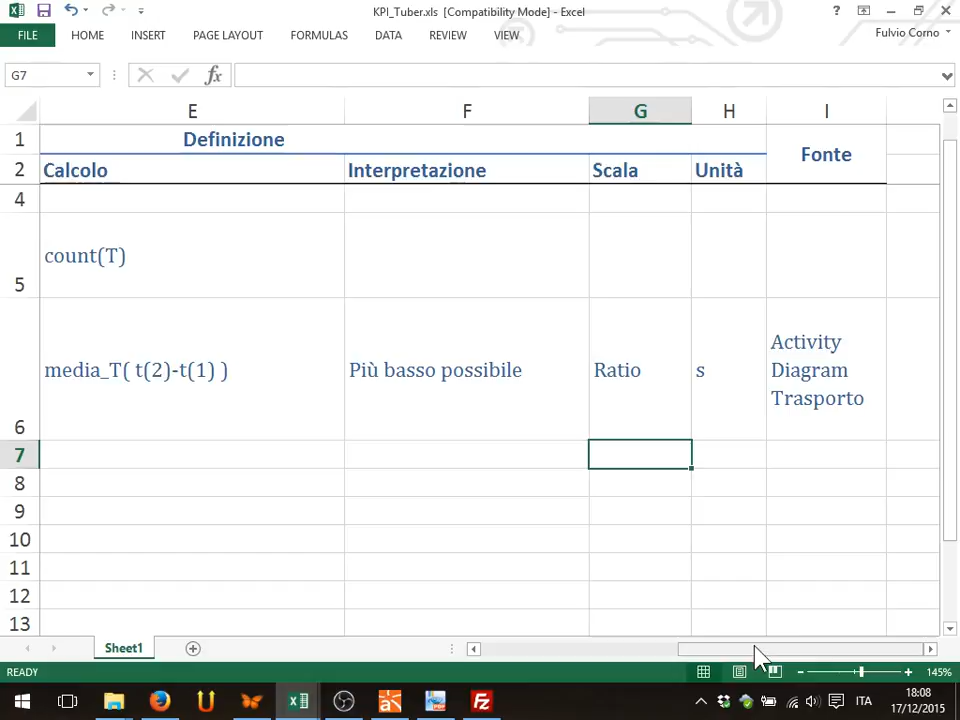 KPI_Tuber.xls [Compatibility Mode] - Excel
?
FILE HOME INSERT PAGE LAYOUT FORMULAS DATA REVIEW VIEW
Fulvio Corno
G7
fx
E F G H I
1 Definizione
Fonte
2 Calcolo Interpretazione Scala Unità
4
5 count(T)
6 media_T( t(2)-t(1) ) Più basso possibile Ratio s
Activity
Diagram
Trasporto
7
8
9
10
11
12
13
Sheet1
READY
145%
ITA
18:08
17/12/2015